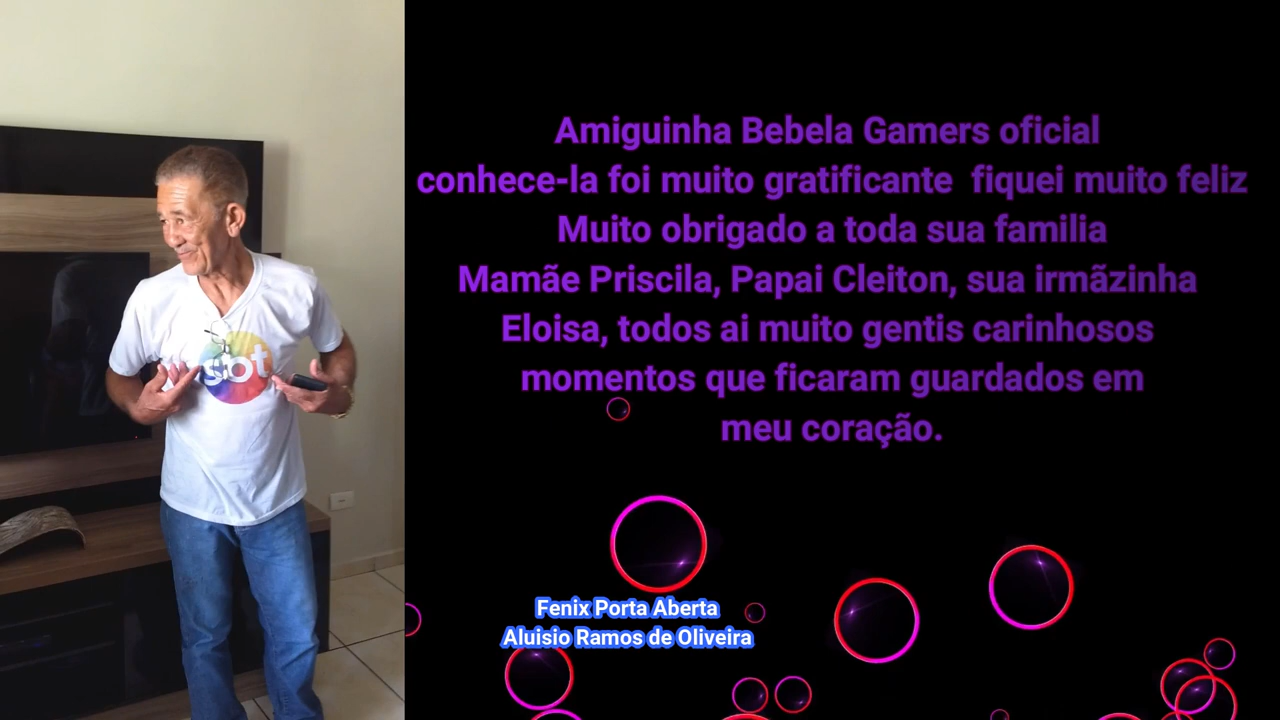 Amiguinha Bebela Gamers oficial
conhece-la foi muito gratificante fiquei muito feliz
Muito obrigado a toda sua familia
Mamãe Priscila, Papai Cleiton, sua irmãzinha
Eloisa, todos ai muito gentis carinhosos
momentos que ficaram guardados em
meu coração.
Fenix Porta Aberta
Aluisio Ramos de Oliveira